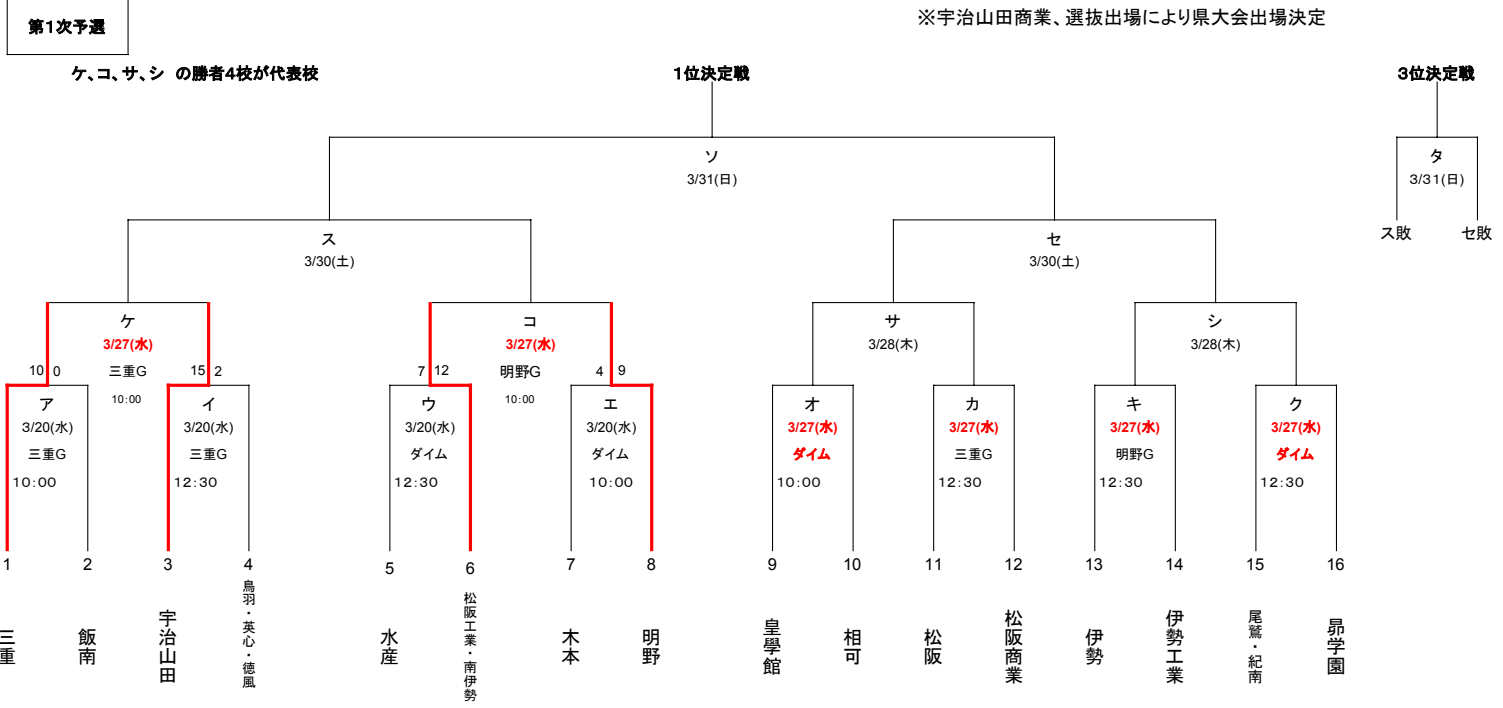 第1次予選
※宇治山田商業、選抜出場により県大会出場決定
ケ、コ、サ、シ の勝者4校が代表校
1位決定戦
3位決定戦
ソ
3/31(日)
タ
3/31(日)
ス敗 セ敗
ス
3/30(土)
セ
3/30(土)
ケ
3/27(水)
三重G
10:00
コ
3/27(水)
明野G
10:00
サ
3/28(木)
シ
3/28(木)
10 0
15 2
7 12
4 9
ア
3/20(水)
三重G
10:00
イ
3/20(水)
三重G
12:30
ウ
3/20(水)
ダイム
12:30
エ
3/20(水)
ダイム
10:00
オ
3/27(水)
ダイム
10:00
カ
3/27(水)
三重G
12:30
キ
3/27(水)
明野G
12:30
ク
3/27(水)
ダイム
12:30
1
三重
2
飯南
3
宇治山田
4
鳥羽・英心・徳風
5
水産
6
松阪工業・南伊勢
7
木本
8
明野
9
皇學館
10
相可
11
松阪
12
松阪商業
13
伊勢
14
伊勢工業
15
尾鷲・紀南
16
昴学園